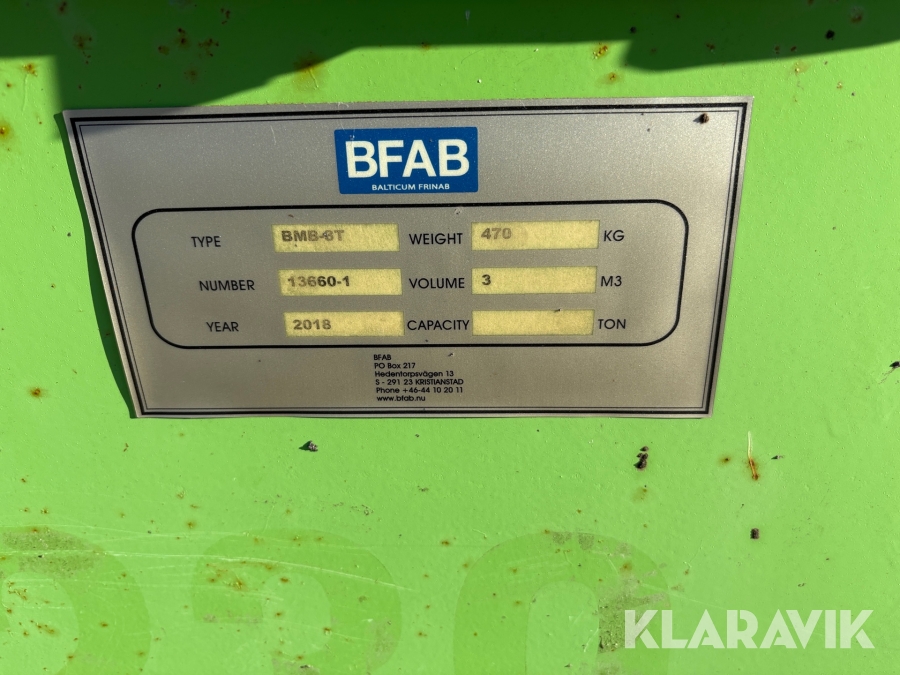 BFAB
BALTICUM FRINAB
TYPE BMB-6T WEIGHT 470 KG
NUMBER 13660-1 VOLUME 3 M3
YEAR 2018 CAPACITY TON
BFAB
PO Box 217
Hedentorpsvägen 13
S - 291 23 KRISTIANSTAD
Phone +46-44 10 20 11
www.bfab.nu
KLARAVIK